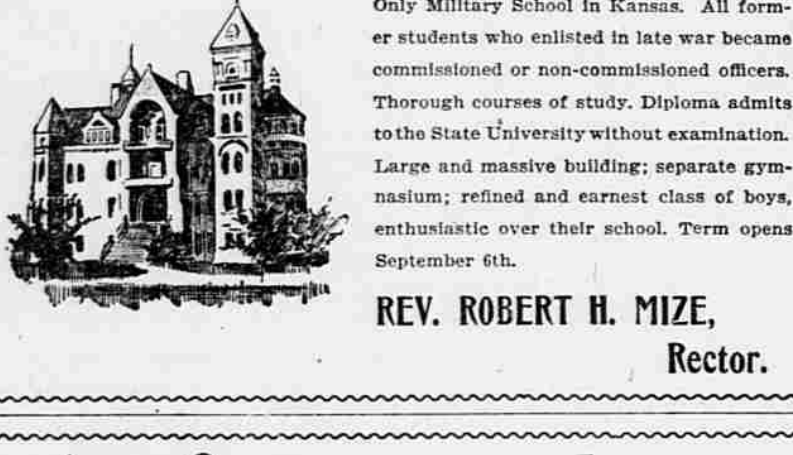 Only Military School in Kansas. All form-
er students who enlisted in late war became
commissioned or non-commissioned officers.
Thorough courses of study. Diploma admits
to the State University without examination.
Large and massive building; separate gym-
nasium; refined and earnest class of boys,
enthusiastic over their school. Term opens
September 6th.
REV. ROBERT H. MIZE,
Rector.